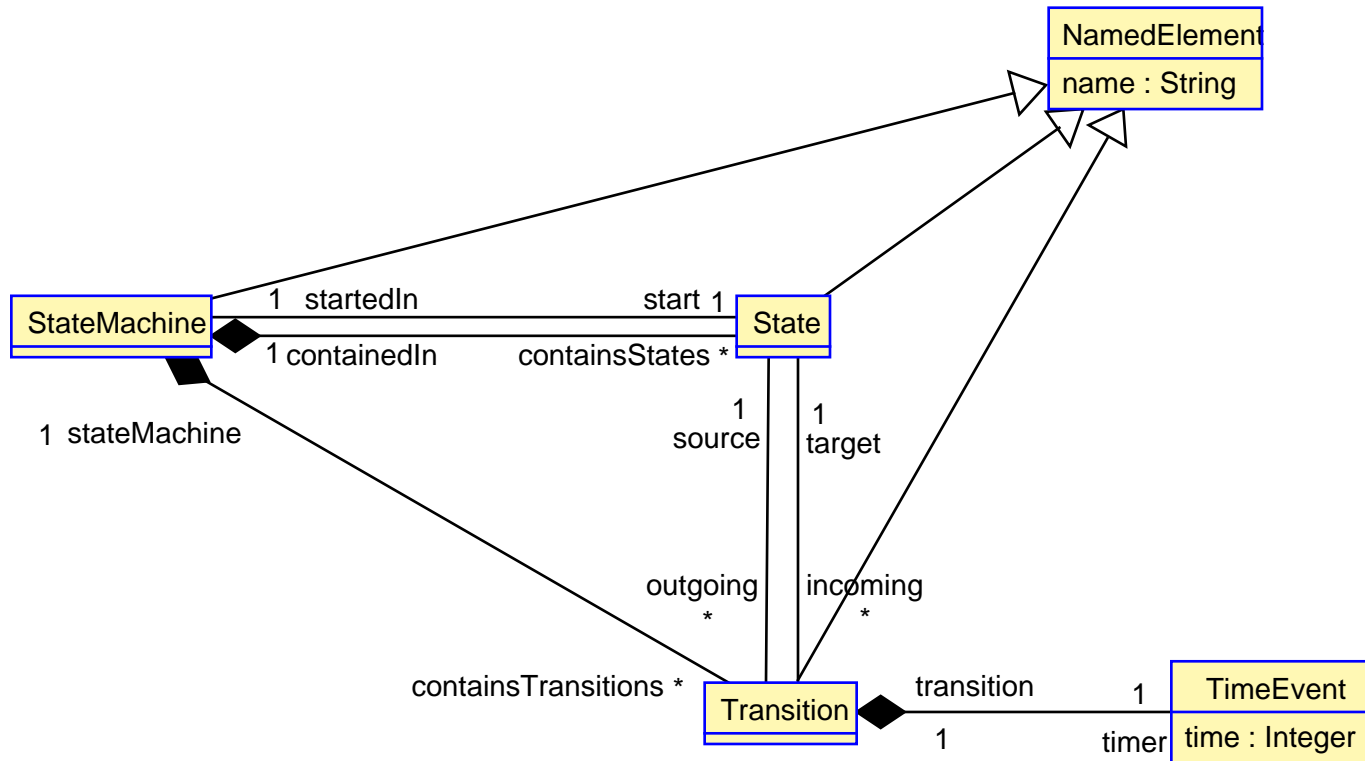 NamedElement
name : String
1 startedIn start 1
StateMachine
State
1 containedIn containsStates *
1 stateMachine
1
source
1
target
outgoing
*
incoming
*
containsTransitions *
Transition
transition
1
1
timer
TimeEvent
time : Integer